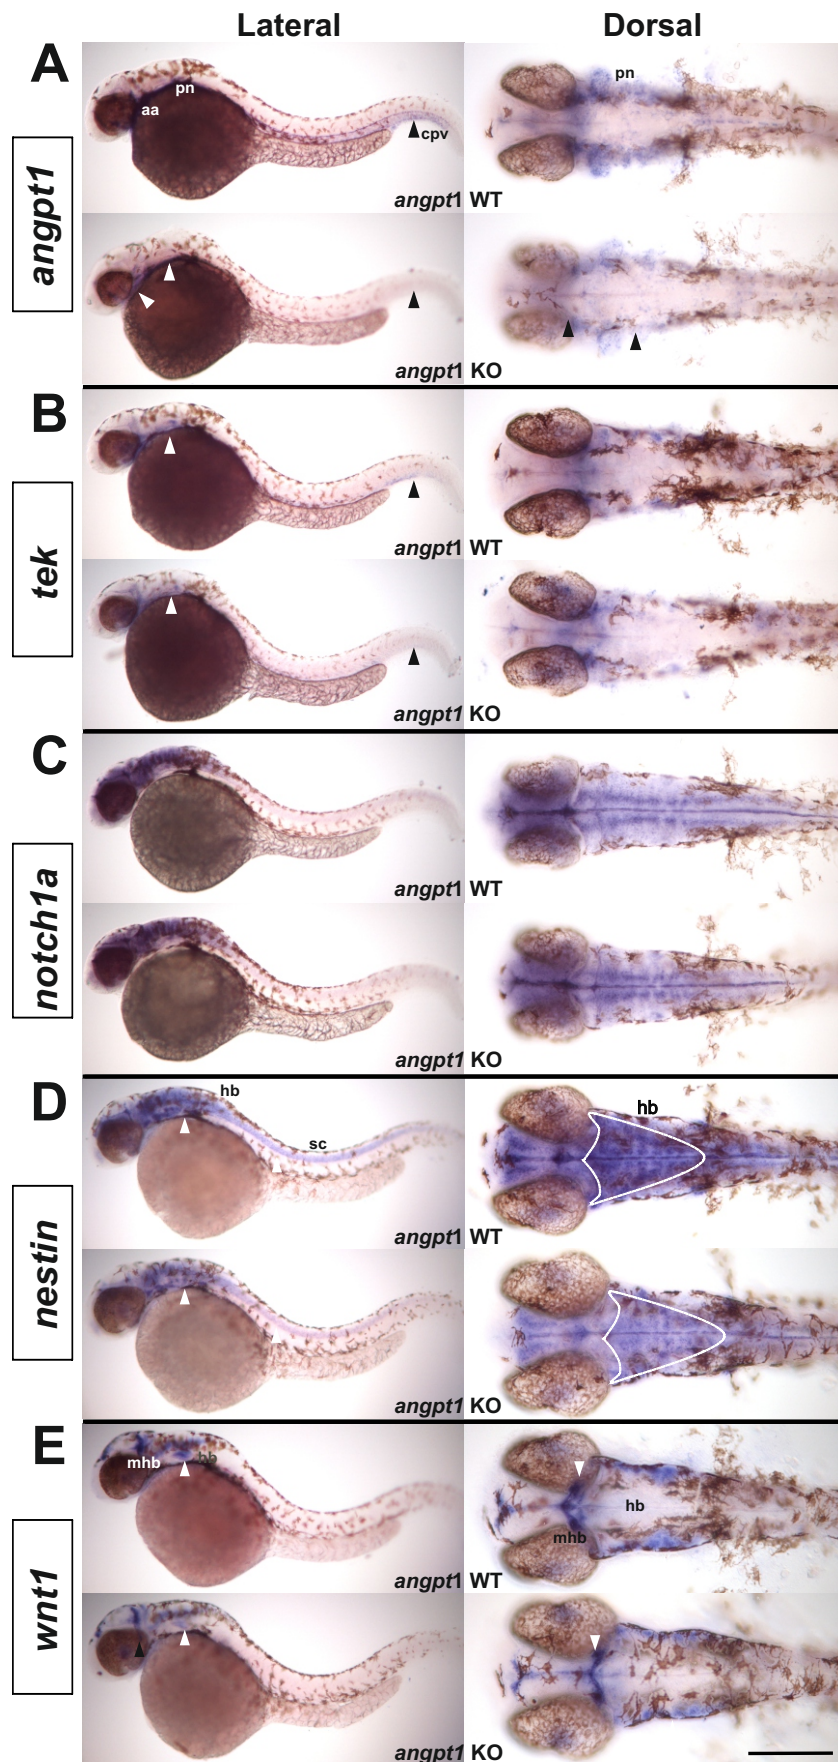 Lateral Dorsal
A
angpt1
aa
pn
cpv
angpt1 WT
pn
angpt1 KO
B
tek
angpt1 WT
angpt1 KO
C
notch1a
angpt1 WT
angpt1 KO
D
nestin
hb
sc
angpt1 WT
hb
angpt1 KO
E
wnt1
mhb
hb
angpt1 WT
hb
mhb
angpt1 KO